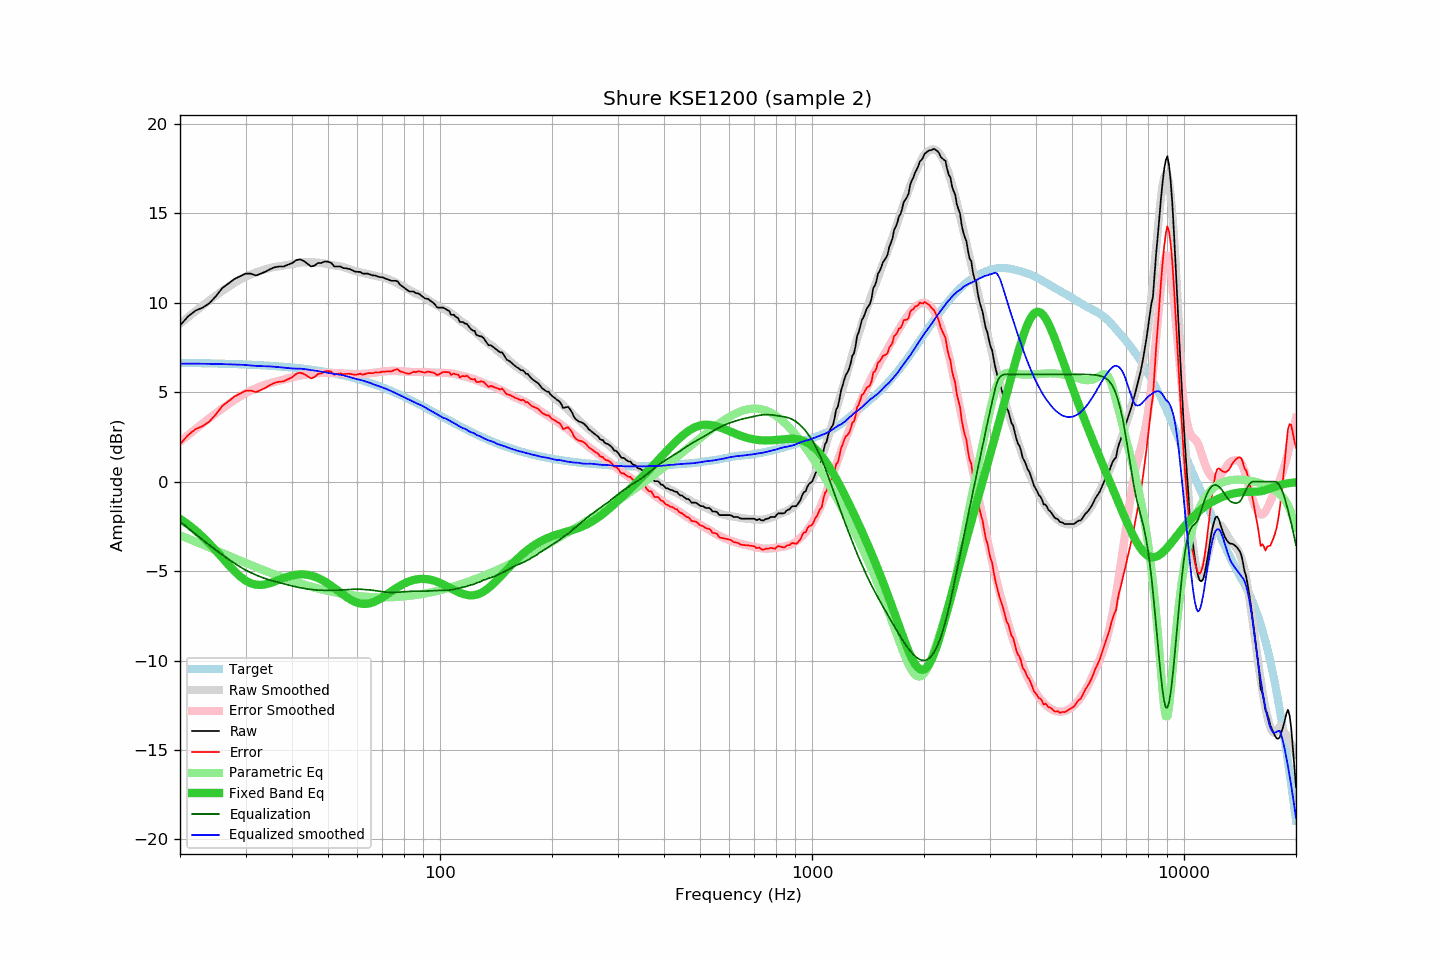 Shure KSE1200 (sample 2)
Amplitude (dBr)
20
15
10
5
0
−5
−10
−15
−20
Target
Raw Smoothed
Error Smoothed
Raw
Error
Parametric Eq
Fixed Band Eq
Equalization
Equalized smoothed
100
1000
10000
Frequency (Hz)